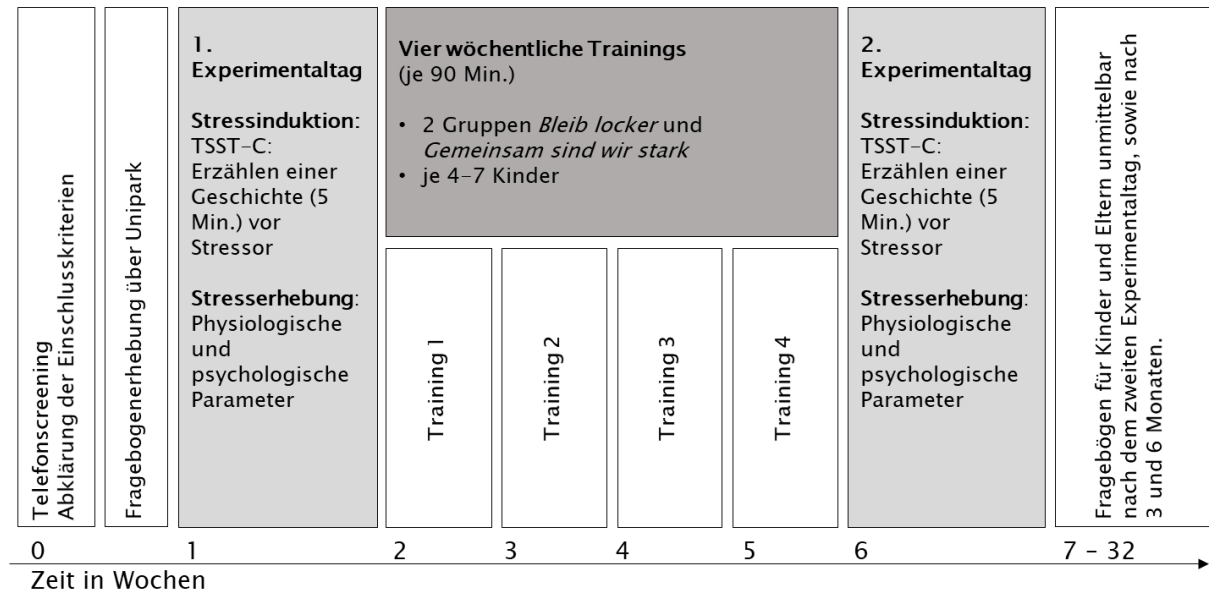 Telefonscreening
Abklärung der Einschlusskriterien
Fragebogenerhebung über Unipark
1.
Experimentaltag
Stressinduktion:
TSST-C:
Erzählen einer
Geschichte (5
Min.) vor
Stressor
Stresserhebung:
Physiologische
und
psychologische
Parameter
Vier wöchentliche Trainings
(je 90 Min.)
• 2 Gruppen Bleib locker und
Gemeinsam sind wir stark
• je 4-7 Kinder
Training 1
Training 2
Training 3
Training 4
2.
Experimentaltag
Stressinduktion:
TSST-C:
Erzählen einer
Geschichte (5
Min.) vor
Stressor
Stresserhebung:
Physiologische
und
psychologische
Parameter
Fragebögen für Kinder und Eltern unmittelbar
nach dem zweiten Experimentaltag, sowie nach
3 und 6 Monaten.
0 1 2 3 4 5 6 7 – 32
Zeit in Wochen